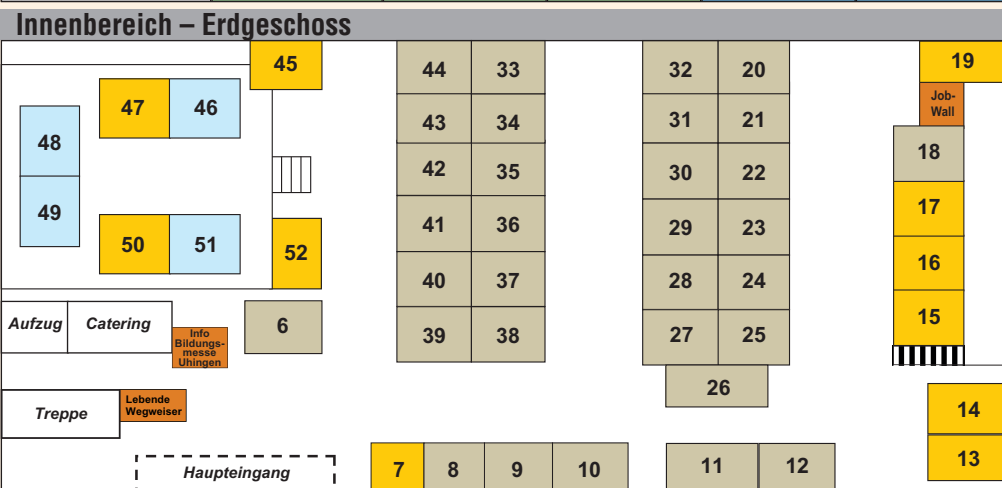 Innenbereich – Erdgeschoss
45
44 33
32 20
19
47 46
Job-
Wall
48
43 34
31 21
18
42 35
30 22
49
17
41 36
29 23
50 51
52
16
40 37
28 24
Aufzug Catering
6
Info
Bildungs-
messe
Uhingen
39 38
27 25
15
26
Lebende
Wegweiser
Treppe
14
13
Haupteingang
7 8 9 10
11 12